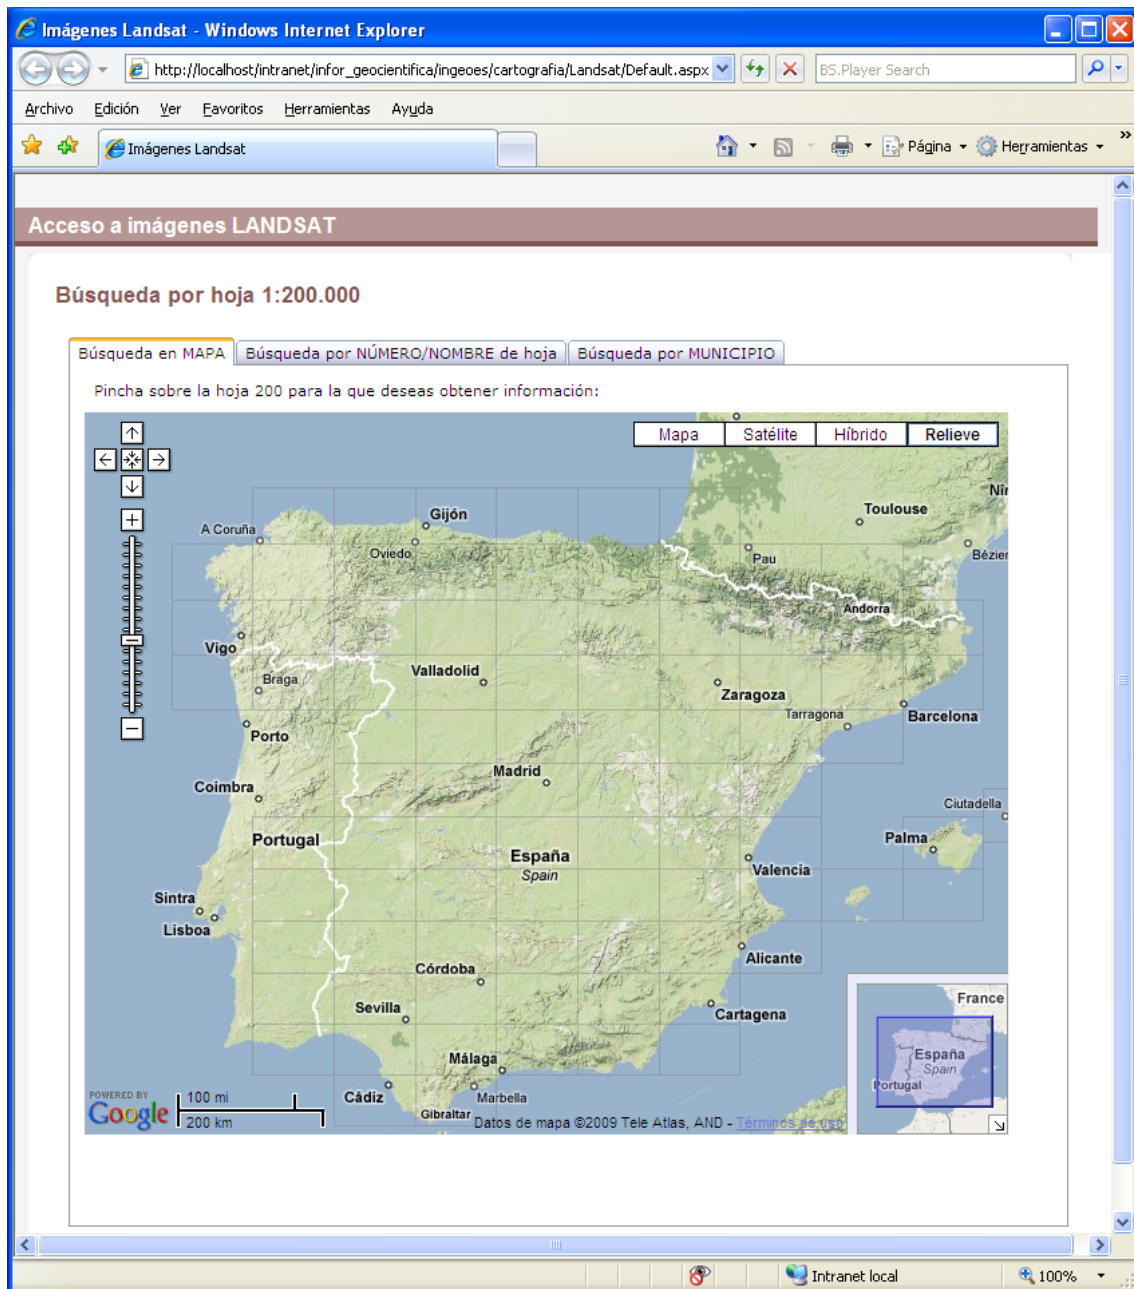 Imágenes Landsat - Windows Internet Explorer
http://localhost/intranet/infor_geocientifica/ingeoes/cartografia/Landsat/Default.aspx
BS.Player Search
Archivo Edición Ver Favoritos Herramientas Ayuda
Imágenes Landsat
Página
Herramientas
»
Acceso a imágenes LANDSAT
Búsqueda por hoja 1:200.000
Búsqueda en MAPA
Búsqueda por NÚMERO/NOMBRE de hoja
Búsqueda por MUNICIPIO
Pincha sobre la hoja 200 para la que deseas obtener información:
Mapa Satélite Híbrido Relieve
Nîr
Toulouse
Gijón
A Coruña
Oviedo
Pau
Bézier
Andorra
Vigo
Valladolid
Braga
Zaragoza
Tarragona
Barcelona
Porto
Madrid
Coimbra
Ciutadella
Portugal
Palma
España
Spain
Valencia
Sintra
Lisboa
Alicante
Córdoba
Sevilla
Cartagena
France
España
Spain
Portugal
Málaga
Cádiz
Marbella
Gibraltar
POWERED BY
Google
100 mi
200 km
Datos de mapa ©2009 Tele Atlas, AND - Términos de uso
Intranet local
100%